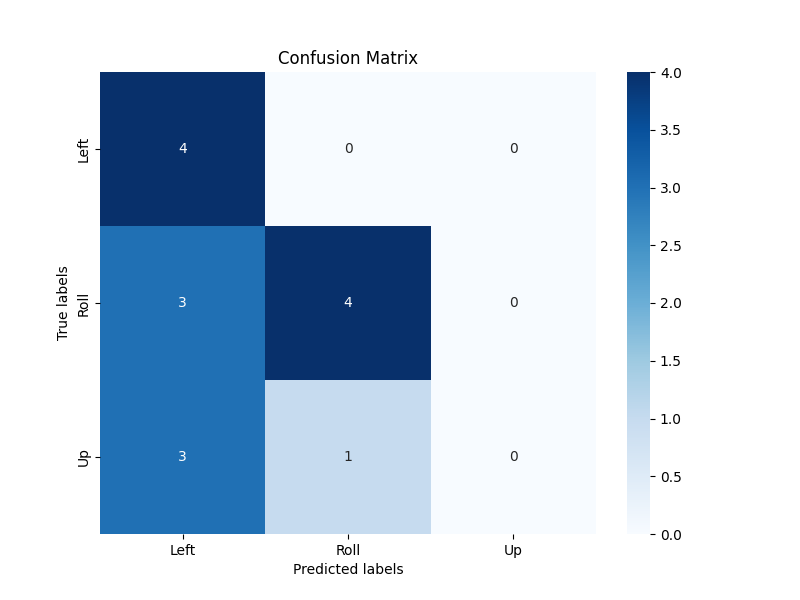 Confusion Matrix
True labels
Left
4
0
0
Roll
3
4
0
Up
3
1
0
Left
Roll
Up
Predicted labels
4.0
3.5
3.0
2.5
2.0
1.5
1.0
0.5
0.0